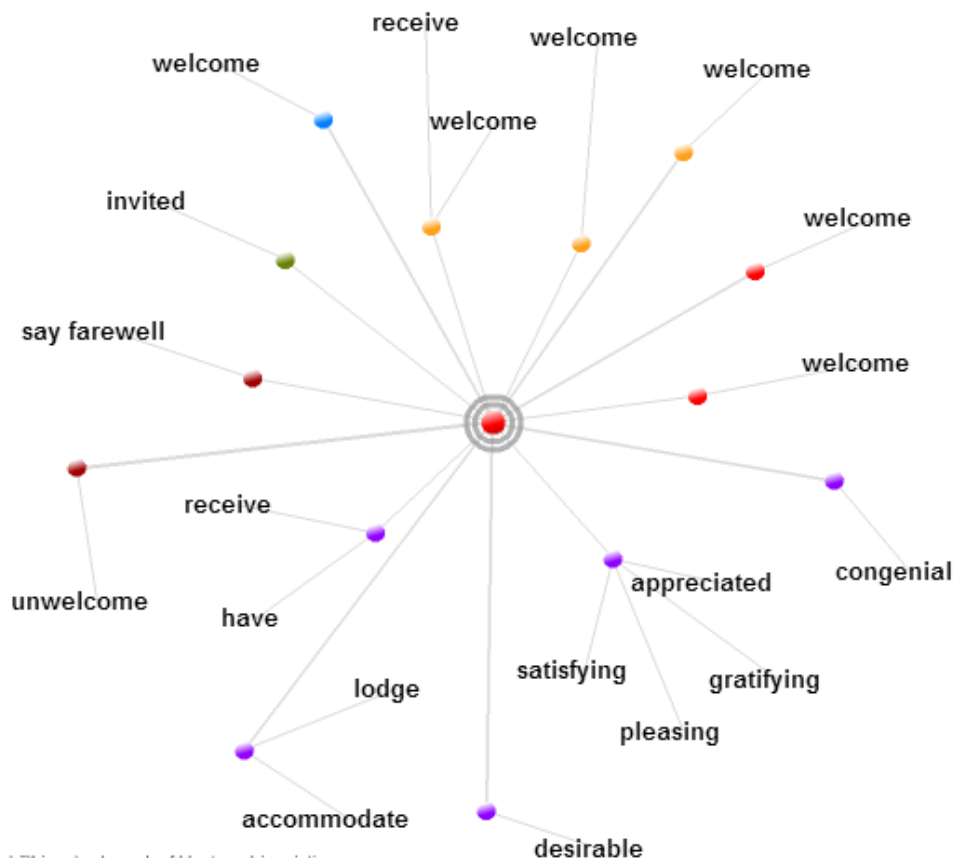 receive
welcome
welcome
welcome
welcome
invited
welcome
say farewell
welcome
receive
congenial
appreciated
unwelcome
have
satisfying
gratifying
lodge
pleasing
accommodate
desirable